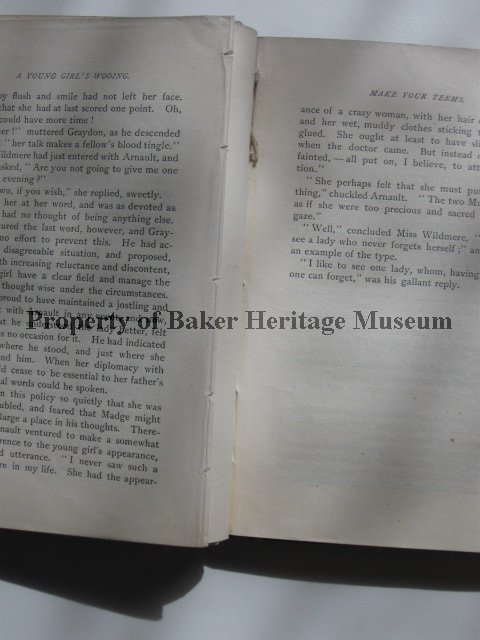 A YOUNG GIRL'S WOOING.
flush and smile had not left her face.
that she had at last scored one point. Oh,
could have more time!
muttered Graydon, as he descended
"her talk makes a fellow's blood tingle."
Wildmere had just entered with Arnault, and
"Are you not going to give me one
evening?"
two, if you wish," she replied, sweetly.
her at her word, and was as devoted as
had no thought of being anything else.
the last word, however, and Gray-
no effort to prevent this. He had ac-
disagreeable situation, and proposed,
with increasing reluctance and discontent,
girl have a clear field and manage the
thought wise under the circumstances.
proud to have maintained a jostling and
with Arnault in any
felt
is no occasion for it. He had indicated
where he stood, and just where she
find him. When her diplomacy with
cease to be essential to her father's
words could be spoken.
in this policy so quietly that she was
and feared that Madge might
large a place in his thoughts. There-
Arnault ventured to make a somewhat
to the young girl's appearance,
utterance. "I never saw such a
in my life. She had the appear-
MAKE YOUR TERMS.
ance of a crazy woman, with her hair
and her wet, muddy clothes sticking
glued. She ought at least to have
when the doctor came. But instead
fainted,—all put on, I believe, to
tion."
"She perhaps felt that she must put
thing," chuckled Arnault. "The two
as if she were too precious and sacred
gaze."
"Well," concluded Miss Wildmere, "
see a lady who never forgets herself;" and
an example of the type.
"I like to see one lady, whom, having
one can forget," was his gallant reply.
Property of Baker Heritage Museum